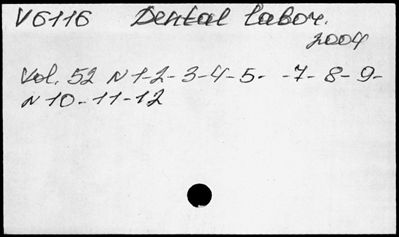 V6116 Dental labor.
2004
Vol. 52 N 1-2-3-4-5- -7-8-9-
N 10-11-12